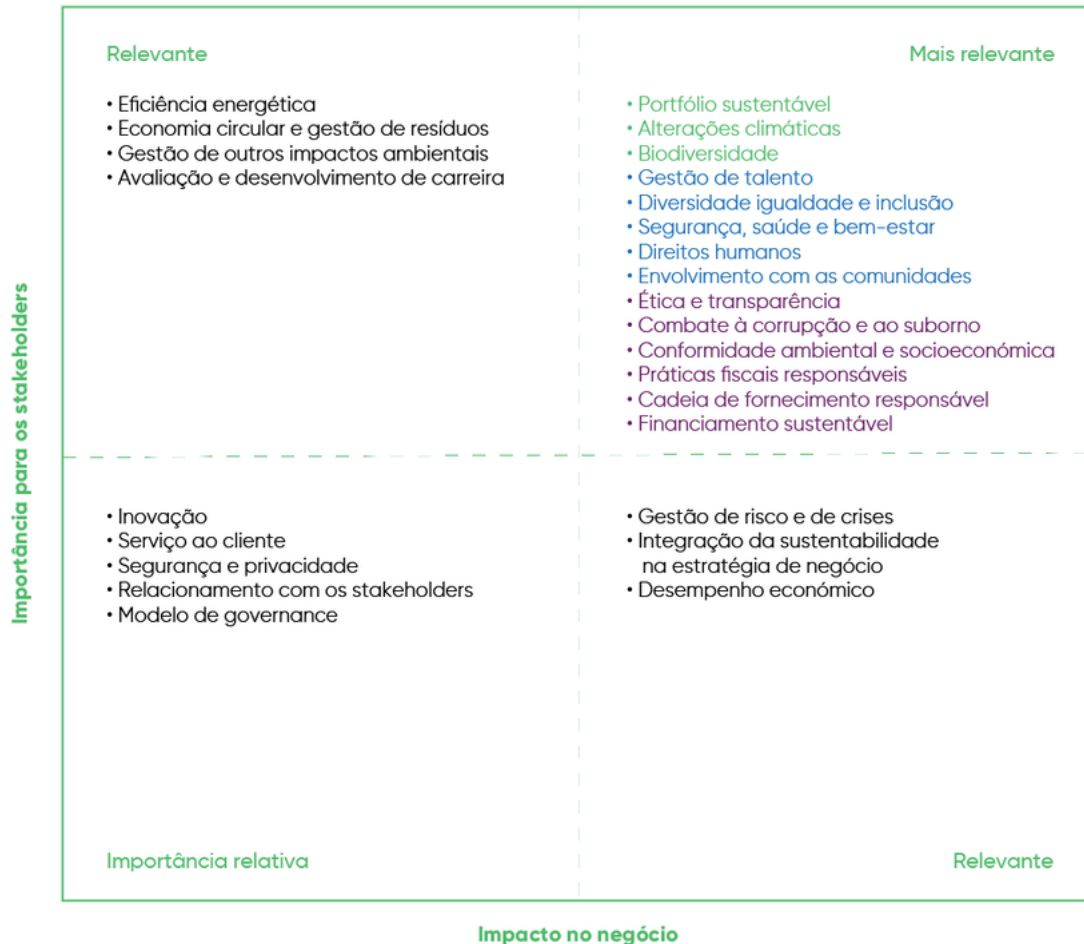 Importância para os stakeholders
Relevante
• Eficiência energética
• Economia circular e gestão de resíduos
• Gestão de outros impactos ambientais
• Avaliação e desenvolvimento de carreira
Mais relevante
• Portfólio sustentável
• Alterações climáticas
• Biodiversidade
• Gestão de talento
• Diversidade igualdade e inclusão
• Segurança, saúde e bem-estar
• Direitos humanos
• Envolvimento com as comunidades
• Ética e transparência
• Combate à corrupção e ao suborno
• Conformidade ambiental e socioeconómica
• Práticas fiscais responsáveis
• Cadeia de fornecimento responsável
• Financiamento sustentável
• Inovação
• Serviço ao cliente
• Segurança e privacidade
• Relacionamento com os stakeholders
• Modelo de governance
Importância relativa
• Gestão de risco e de crises
• Integração da sustentabilidade
na estratégia de negócio
• Desempenho económico
Relevante
Impacto no negócio